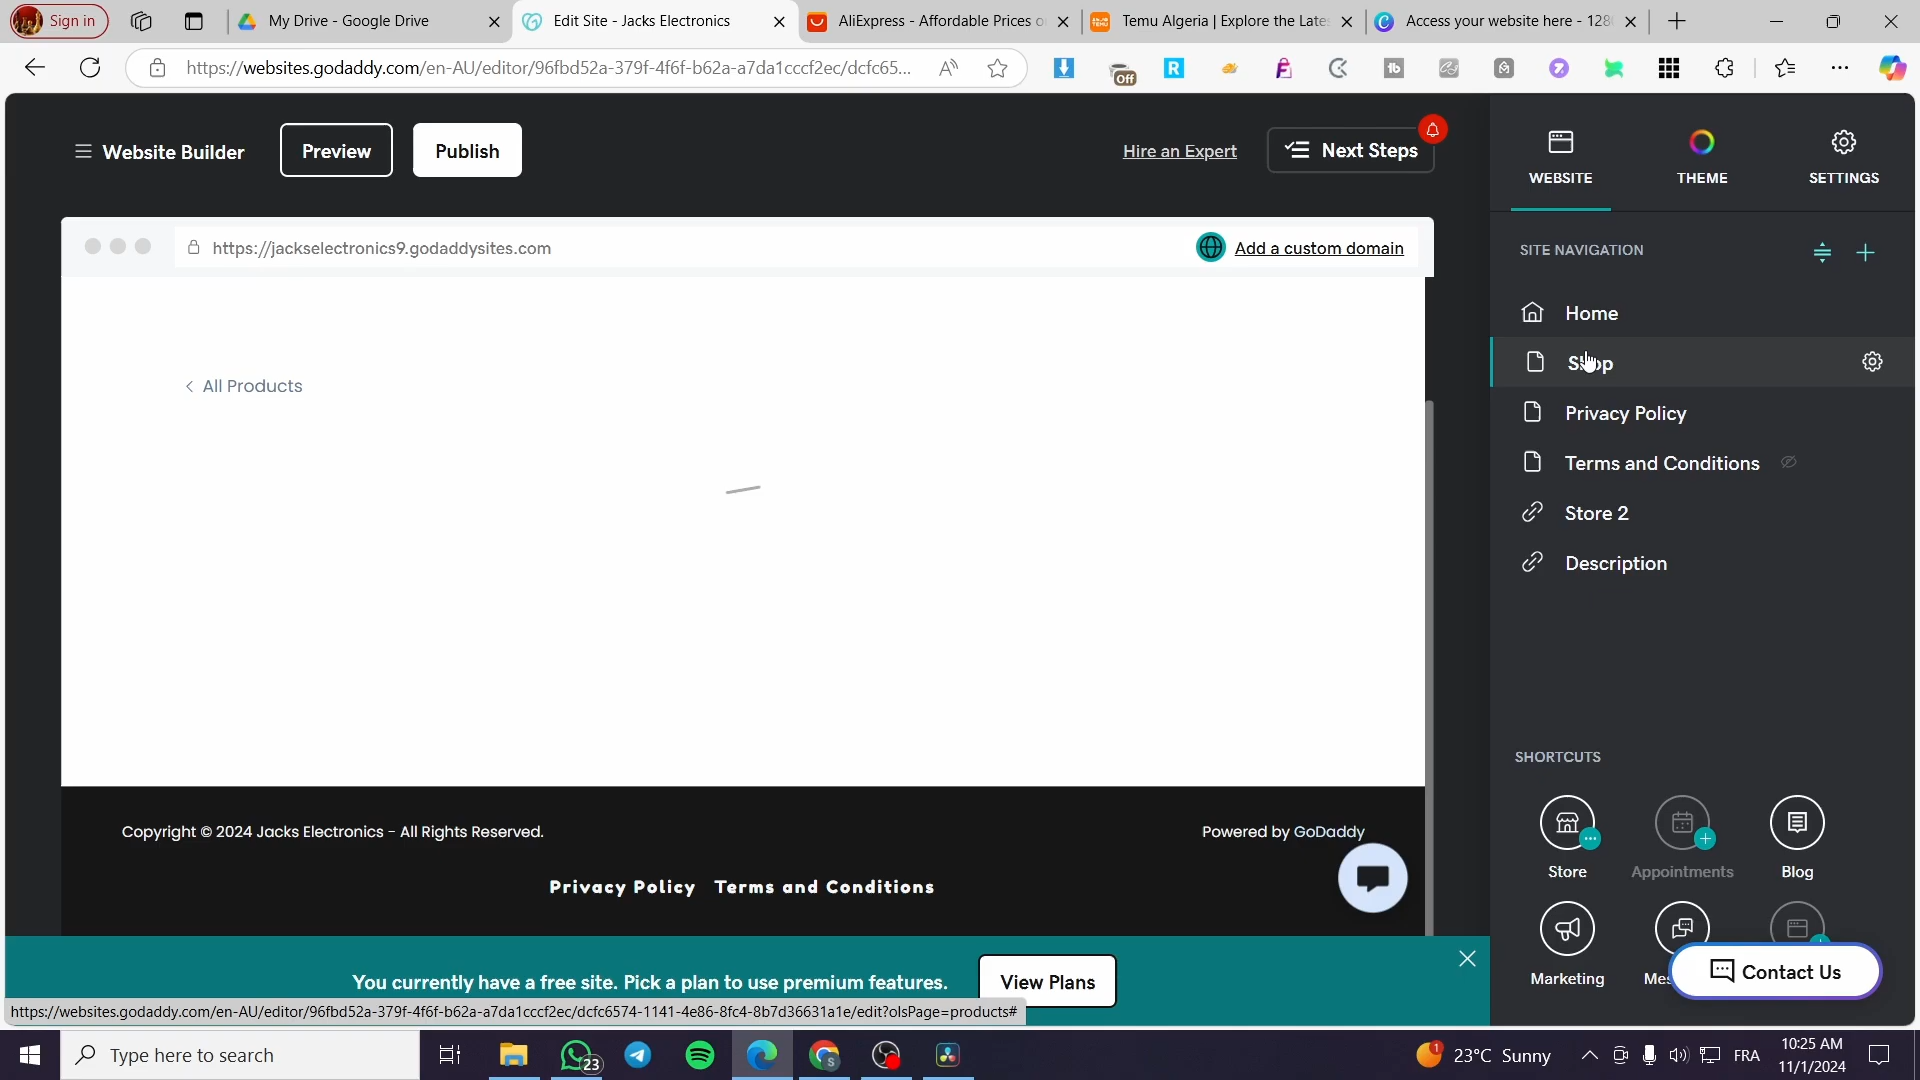 Sign in
My Drive - Google Drive
Edit Site - Jacks Electronics
AliExpress - Affordable Prices o
Temu Algeria | Explore the Late
Access your website here - 128
https://websites.godaddy.com/en-AU/editor/96fbd52a-379f-4f6f-b62a-a7da1cccf2ec/dcfc65...
Off
Website Builder
Preview
Publish
Hire an Expert
Next Steps
WEBSITE
THEME
SETTINGS
https://jackselectronics9.godaddysites.com
Add a custom domain
SITE NAVIGATION
Home
Shop
Privacy Policy
Terms and Conditions
Store 2
Description
< All Products
SHORTCUTS
Store
Appointments
Blog
Marketing
Mes
Contact Us
Copyright © 2024 Jacks Electronics - All Rights Reserved.
Powered by GoDaddy
Privacy Policy Terms and Conditions
You currently have a free site. Pick a plan to use premium features.
View Plans
https://websites.godaddy.com/en-AU/editor/96fbd52a-379f-4f6f-b62a-a7da1cccf2ec/dcfc6574-1141-4e86-8fc4-8b7d36631a1e/edit?olsPage=products#
Type here to search
23
1
23°C Sunny
FRA
10:25 AM
11/1/2024